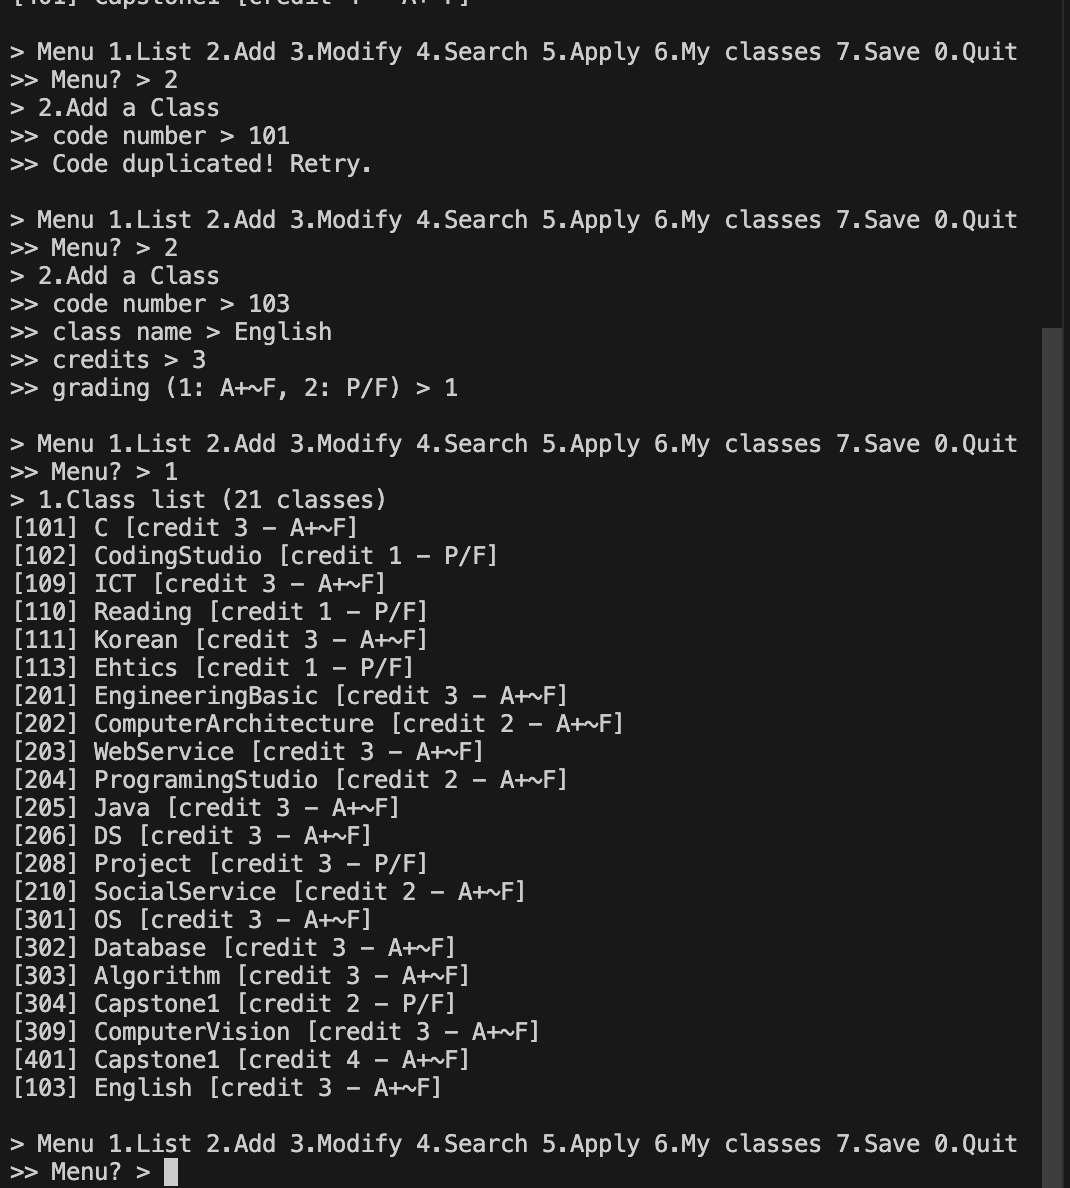 [401] Capstone1 [credit 4 - A+~F]

> Menu 1.List 2.Add 3.Modify 4.Search 5.Apply 6.My classes 7.Save 0.Quit
>> Menu? > 2
> 2.Add a Class
>> code number > 101
>> Code duplicated! Retry.

> Menu 1.List 2.Add 3.Modify 4.Search 5.Apply 6.My classes 7.Save 0.Quit
>> Menu? > 2
> 2.Add a Class
>> code number > 103
>> class name > English
>> credits > 3
>> grading (1: A+~F, 2: P/F) > 1

> Menu 1.List 2.Add 3.Modify 4.Search 5.Apply 6.My classes 7.Save 0.Quit
>> Menu? > 1
> 1.Class list (21 classes)
[101] C [credit 3 - A+~F]
[102] CodingStudio [credit 1 - P/F]
[109] ICT [credit 3 - A+~F]
[110] Reading [credit 1 - P/F]
[111] Korean [credit 3 - A+~F]
[113] Ehtics [credit 1 - P/F]
[201] EngineeringBasic [credit 3 - A+~F]
[202] ComputerArchitecture [credit 2 - A+~F]
[203] WebService [credit 3 - A+~F]
[204] ProgramingStudio [credit 2 - A+~F]
[205] Java [credit 3 - A+~F]
[206] DS [credit 3 - A+~F]
[208] Project [credit 3 - P/F]
[210] SocialService [credit 2 - A+~F]
[301] OS [credit 3 - A+~F]
[302] Database [credit 3 - A+~F]
[303] Algorithm [credit 3 - A+~F]
[304] Capstone1 [credit 2 - P/F]
[309] ComputerVision [credit 3 - A+~F]
[401] Capstone1 [credit 4 - A+~F]
[103] English [credit 3 - A+~F]

> Menu 1.List 2.Add 3.Modify 4.Search 5.Apply 6.My classes 7.Save 0.Quit
>> Menu? >